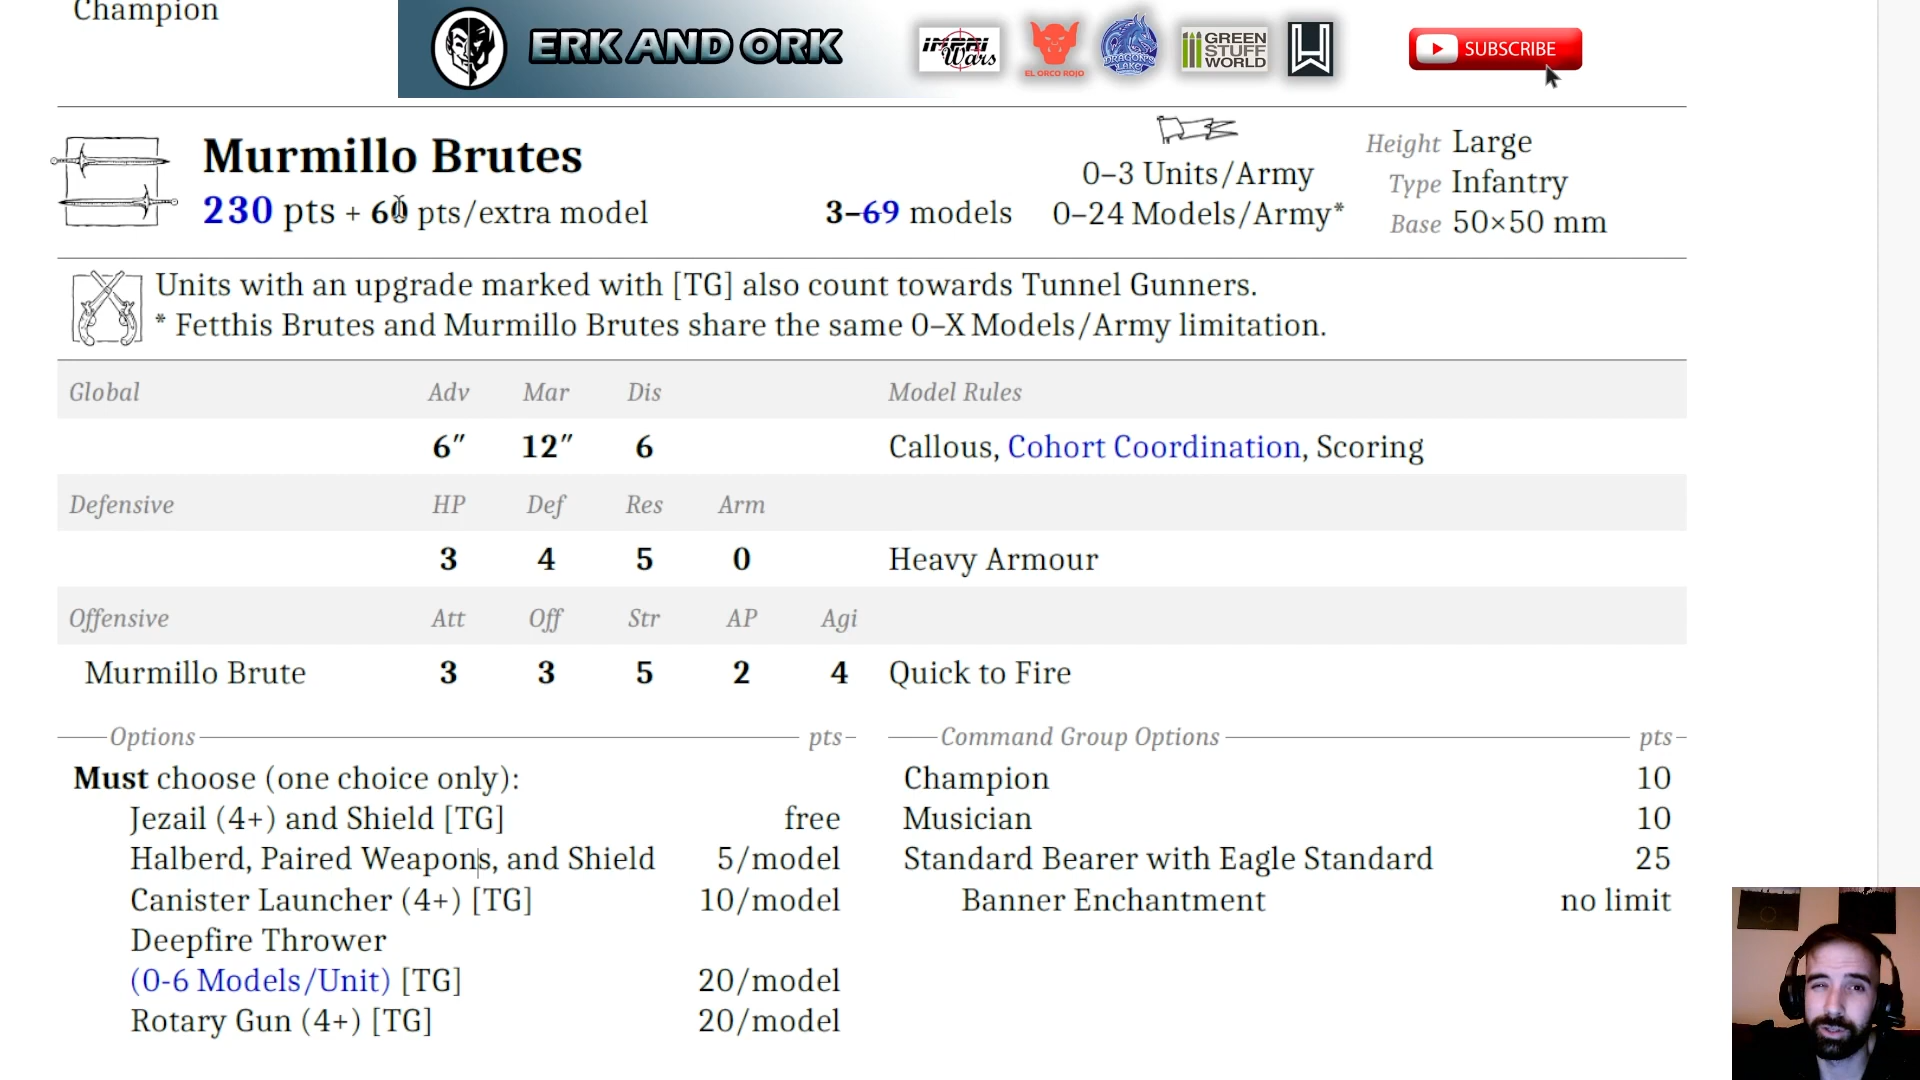 Champion
ERK AND ORK
IMPRI Wars
EL ORCO ROJO
DRAGON'S LAKE
GREEN STUFF WORLD
SUBSCRIBE
Murmillo Brutes
230 pts + 60 pts/extra model
3–69 models
0–3 Units/Army
0–24 Models/Army*
Height Large
Type Infantry
Base 50×50 mm
Units with an upgrade marked with [TG] also count towards Tunnel Gunners.
* Fetthis Brutes and Murmillo Brutes share the same 0–X Models/Army limitation.
Global Adv Mar Dis Model Rules
6″ 12″ 6 Callous, Cohort Coordination, Scoring
Defensive HP Def Res Arm
3 4 5 0 Heavy Armour
Offensive Att Off Str AP Agi
Murmillo Brute 3 3 5 2 4 Quick to Fire
Options pts
Must choose (one choice only):
Jezail (4+) and Shield [TG] free
Halberd, Paired Weapons, and Shield 5/model
Canister Launcher (4+) [TG] 10/model
Deepfire Thrower
(0-6 Models/Unit) [TG] 20/model
Rotary Gun (4+) [TG] 20/model
Command Group Options pts
Champion 10
Musician 10
Standard Bearer with Eagle Standard 25
Banner Enchantment no limit